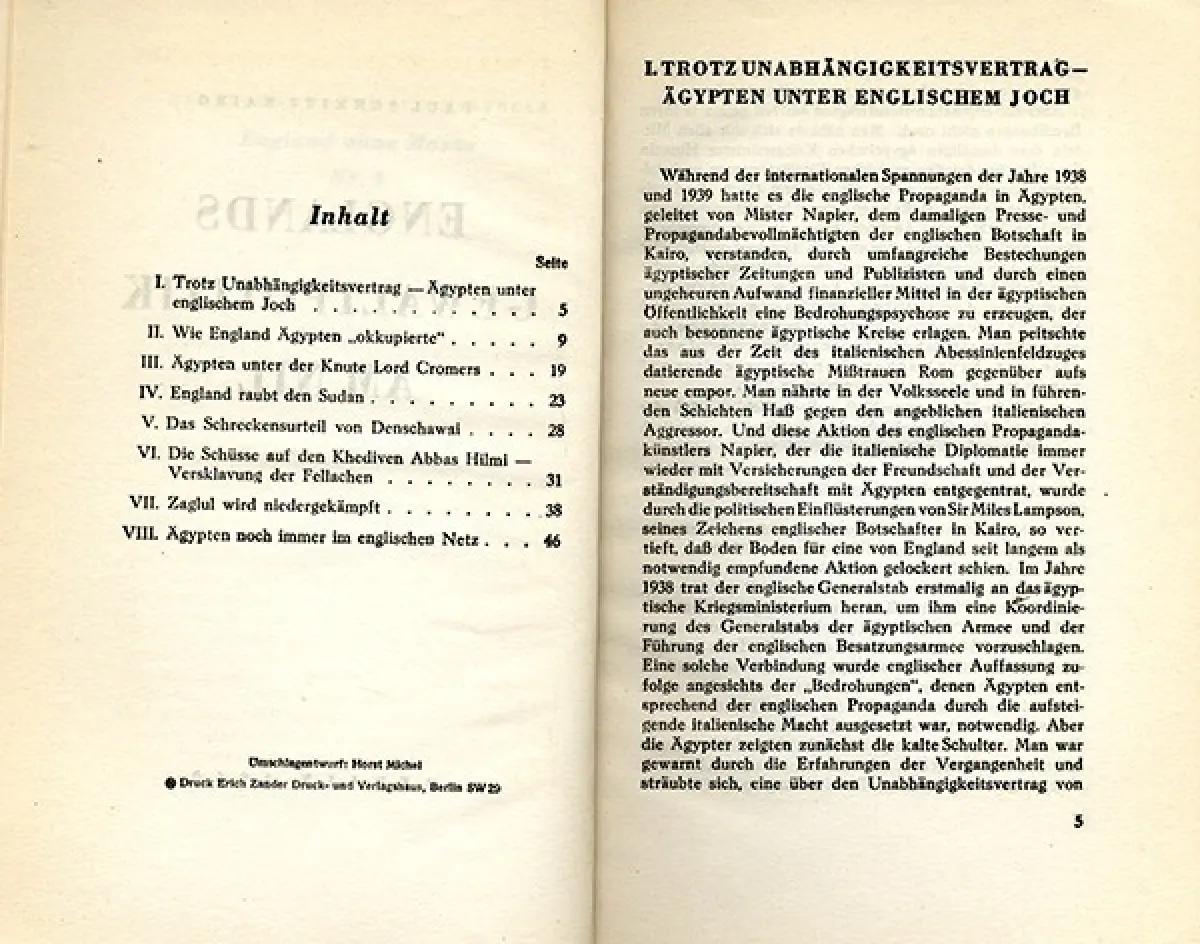 Inhalt
Seite
I. Trotz Unabhängigkeitsvertrag — Ägypten unter
englischem Joch . . . . . . . . . . . . 5
II. Wie England Ägypten „okkupierte“ . . . . . 9
III. Ägypten unter der Knute Lord Cromers . . . 19
IV. England raubt den Sudan . . . . . . . . . 23
V. Das Schreckensurteil von Denschawai . . . . 28
VI. Die Schüsse auf den Khediven Abbas Hilmi —
Versklavung der Fellachen . . . . . . . . 31
VII. Zaglul wird niedergekämpft . . . . . . . . 38
VIII. Ägypten noch immer im englischen Netz . . . 46
Umschlagentwurf: Horst Michel
Druck Erich Zander Druck- und Verlagshaus, Berlin SW 29
I. TROTZ UNABHÄNGIGKEITSVERTRAG —
ÄGYPTEN UNTER ENGLISCHEM JOCH
Während der internationalen Spannungen der Jahre 1938
und 1939 hatte es die englische Propaganda in Ägypten,
geleitet von Mister Napier, dem damaligen Presse- und
Propagandabevollmächtigten der englischen Botschaft in
Kairo, verstanden, durch umfangreiche Bestechungen
ägyptischer Zeitungen und Publizisten und durch einen
ungeheuren Aufwand finanzieller Mittel in der ägyptischen
Öffentlichkeit eine Bedrohungspsychose zu erzeugen, der
auch besonnene ägyptische Kreise erlagen. Man peitschte
das aus der Zeit des italienischen Abessinienfeldzuges
datierende ägyptische Mißtrauen Rom gegenüber aufs
neue empor. Man nährte in der Volksseele und in führen-
den Schichten Haß gegen den angeblichen italienischen
Aggressor. Und diese Aktion des englischen Propaganda-
künstlers Napier, der die italienische Diplomatie immer
wieder mit Versicherungen der Freundschaft und der Ver-
ständigungsbereitschaft mit Ägypten entgegentrat, wurde
durch die politischen Einflüsterungen von Sir Miles Lampson,
seines Zeichens englischer Botschafter in Kairo, so ver-
tieft, daß der Boden für eine von England seit langem als
notwendig empfundene Aktion gelockert schien. Im Jahre
1938 trat der englische Generalstab erstmalig an das ägyp-
tische Kriegsministerium heran, um ihm eine Koordinie-
rung des Generalstabs der ägyptischen Armee und der
Führung der englischen Besatzungsarmee vorzuschlagen.
Eine solche Verbindung wurde englischer Auffassung zu-
folge angesichts der „Bedrohungen“, denen Ägypten ent-
sprechend der englischen Propaganda durch die aufstei-
gende italienische Macht ausgesetzt war, notwendig. Aber
die Ägypter zeigten zunächst die kalte Schulter. Man war
gewarnt durch die Erfahrungen der Vergangenheit und
sträubte sich, eine über den Unabhängigkeitsvertrag von
5